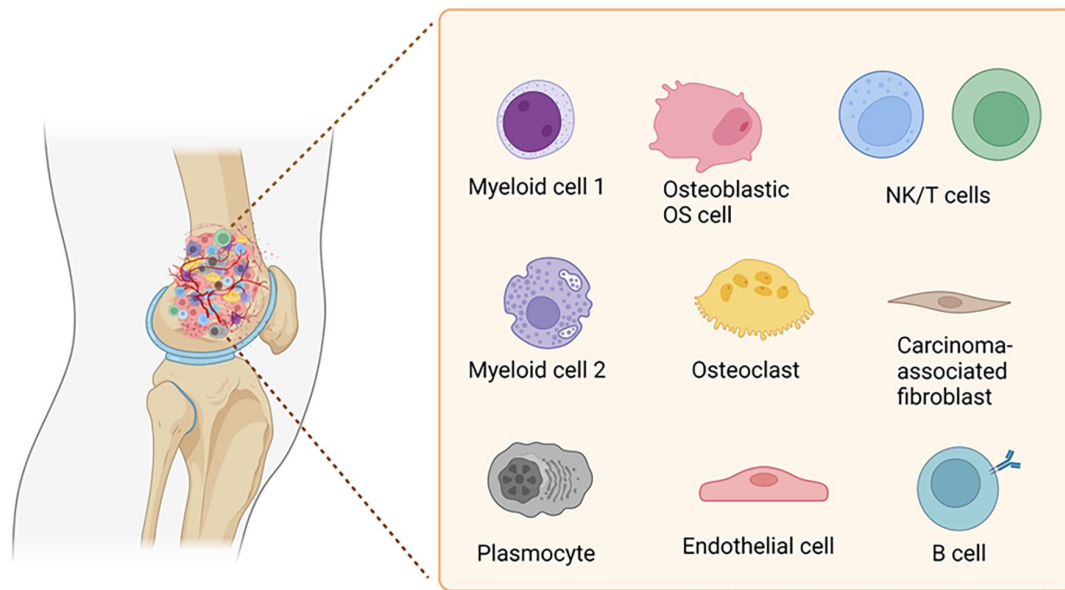 Myeloid cell 1
Osteoblastic
OS cell
NK/T cells
Myeloid cell 2
Osteoclast
Carcinoma-
associated
fibroblast
Plasmocyte
Endothelial cell
B cell